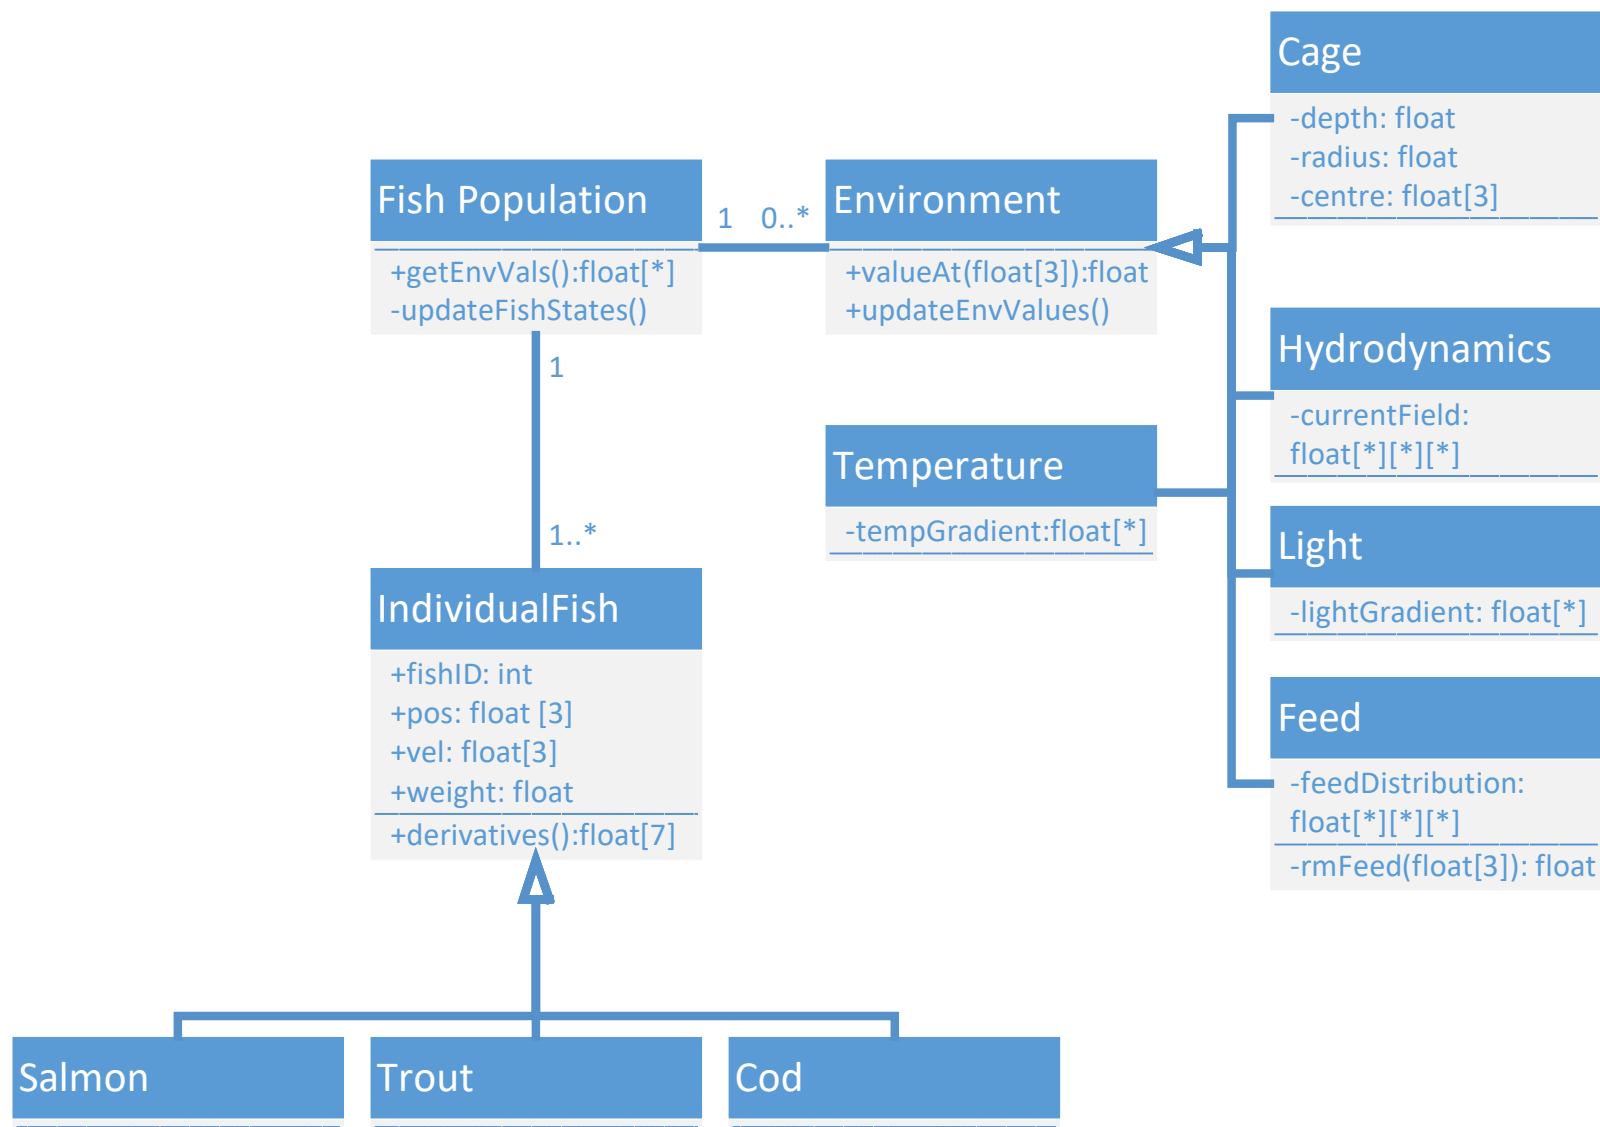 Cage
-depth: float
-radius: float
-centre: float[3]
Fish Population
1 0..*
Environment
+getEnvVals():float[*]
-updateFishStates()
+valueAt(float[3]):float
+updateEnvValues()
1
1..*
Hydrodynamics
-currentField:
float[*][*][*]
Temperature
-tempGradient:float[*]
Light
-lightGradient: float[*]
IndividualFish
+fishID: int
+pos: float [3]
+vel: float[3]
+weight: float
+derivatives():float[7]
Feed
-feedDistribution:
float[*][*][*]
-rmFeed(float[3]): float
Salmon
Trout
Cod